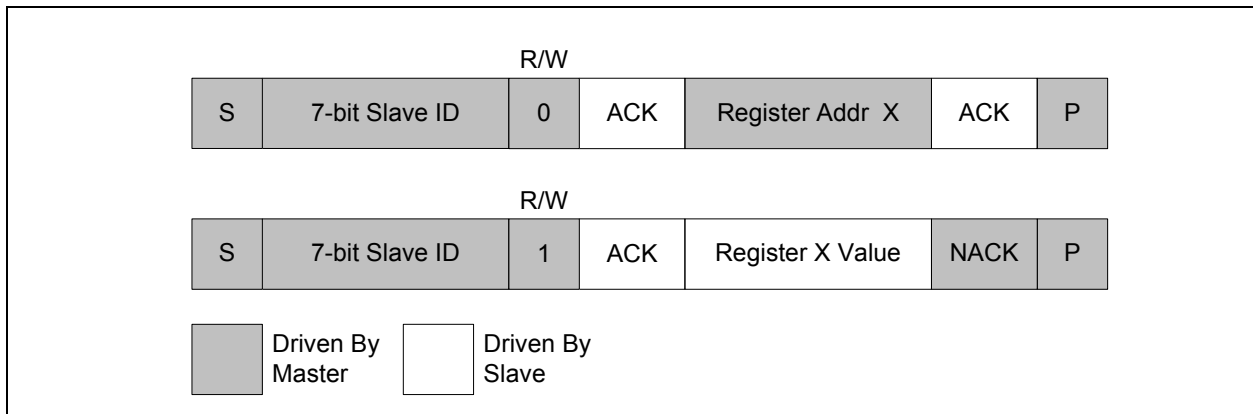 R/W
S 7-bit Slave ID 0 ACK Register Addr X ACK P
R/W
S 7-bit Slave ID 1 ACK Register X Value NACK P
Driven By Driven By
Master Slave